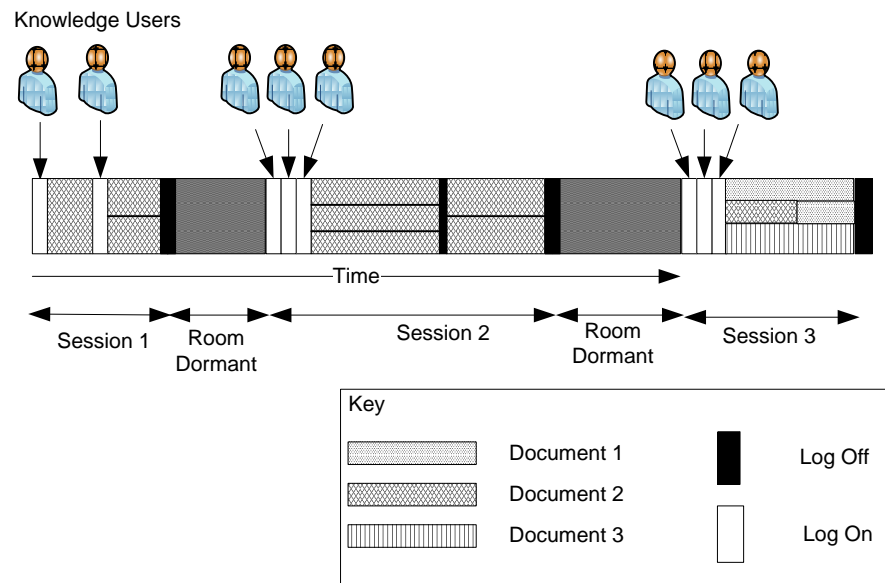 Knowledge Users
Time
Session 1
Room
Dormant
Session 2
Room
Dormant
Session 3
Key
Document 1
Document 2
Document 3
Log Off
Log On